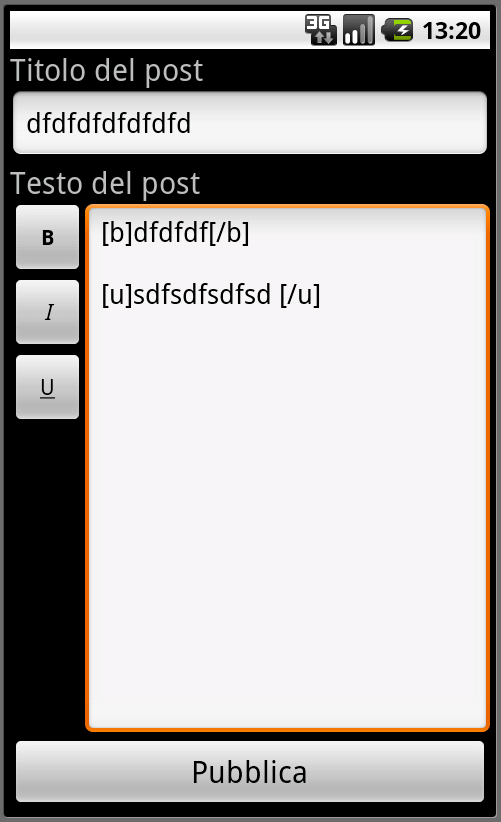 3G 13:20
Titolo del post
dfdfdfdfdfdfd
Testo del post
B
I
U
[b]dfdfdf[/b]
[u]sdfsdfsdfsd [/u]
Pubblica